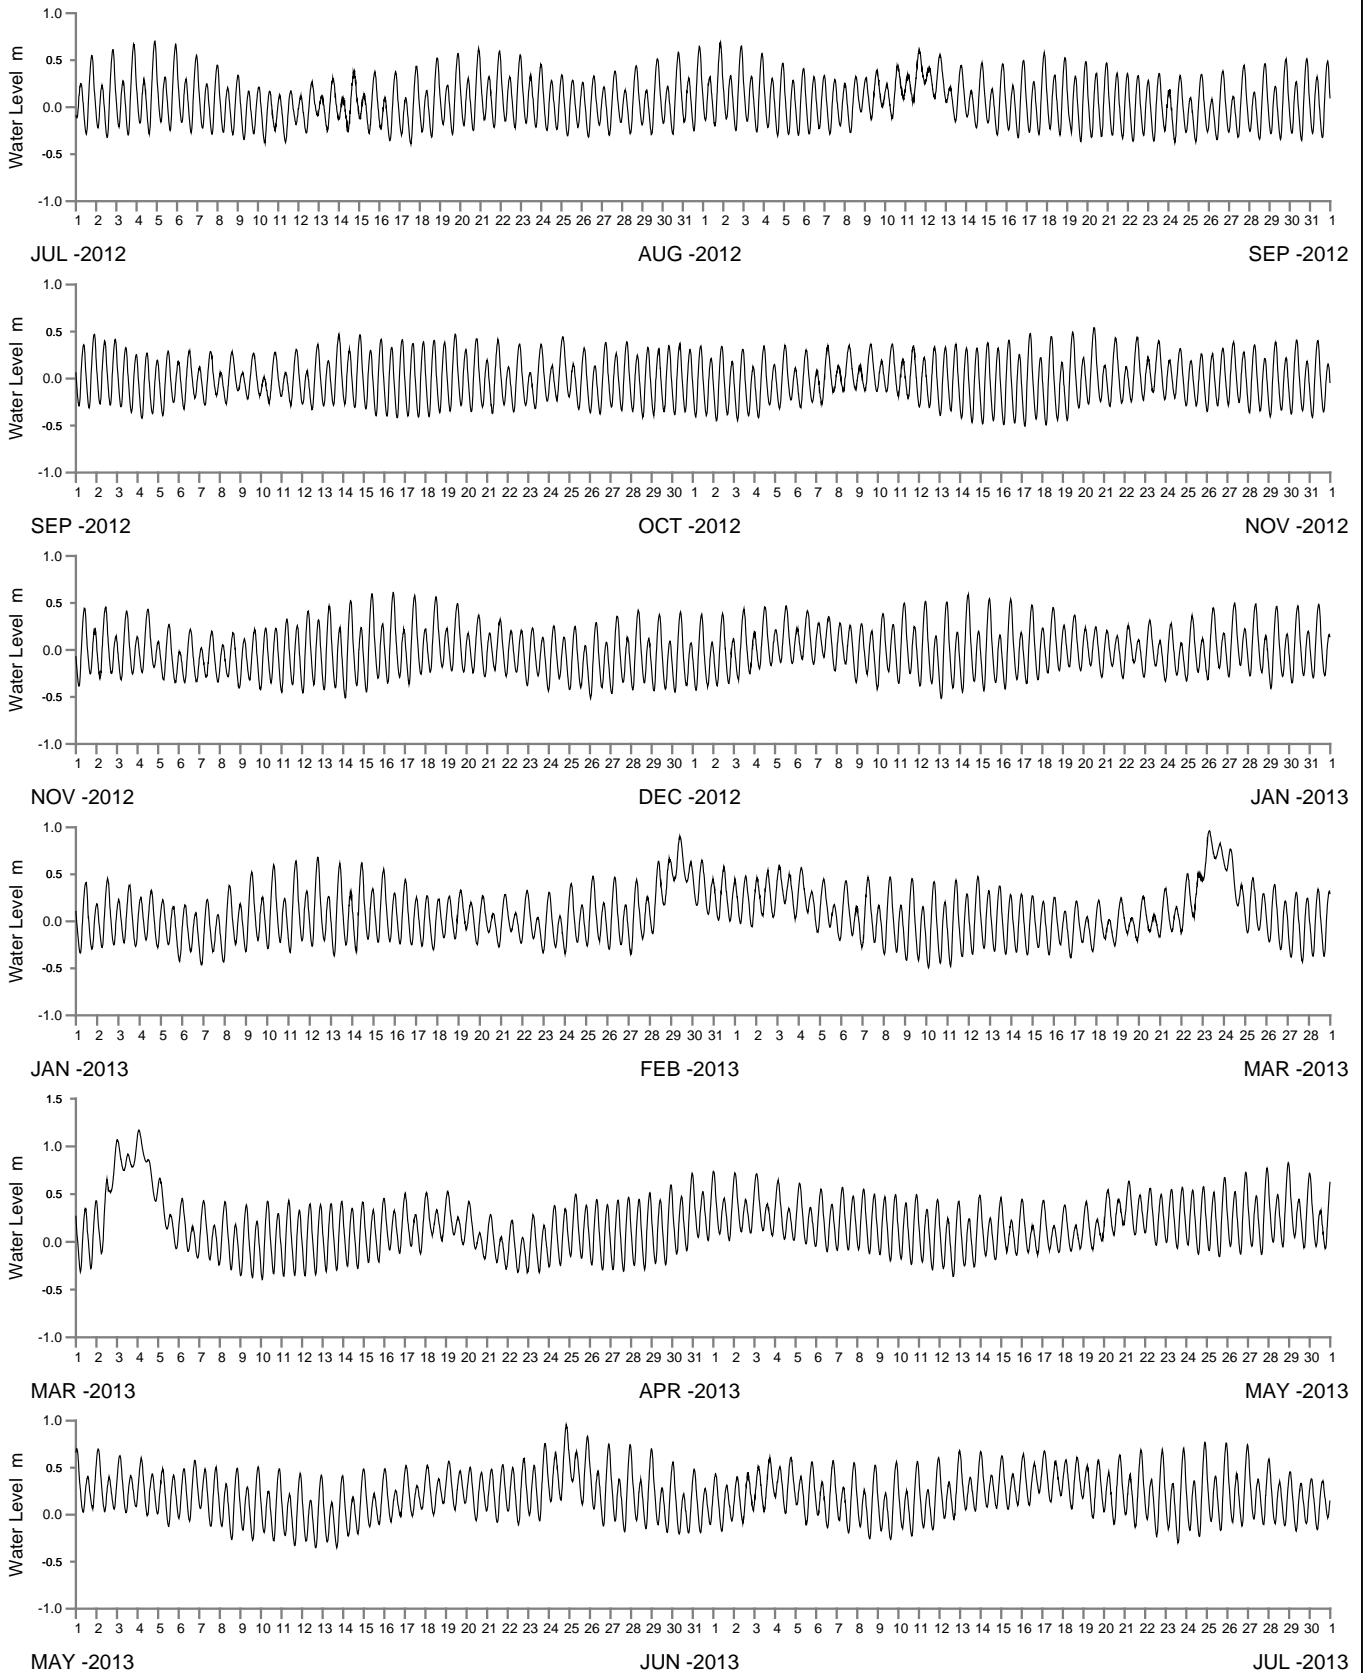 1.0
0.5
0.0
-0.5
-1.0
Water Level m
1 2 3 4 5 6 7 8 9 10 11 12 13 14 15 16 17 18 19 20 21 22 23 24 25 26 27 28 29 30 31 1 2 3 4 5 6 7 8 9 10 11 12 13 14 15 16 17 18 19 20 21 22 23 24 25 26 27 28 29 30 31 1
JUL -2012 AUG -2012 SEP -2012
1.0
0.5
0.0
-0.5
-1.0
Water Level m
1 2 3 4 5 6 7 8 9 10 11 12 13 14 15 16 17 18 19 20 21 22 23 24 25 26 27 28 29 30 1 2 3 4 5 6 7 8 9 10 11 12 13 14 15 16 17 18 19 20 21 22 23 24 25 26 27 28 29 30 31 1
SEP -2012 OCT -2012 NOV -2012
1.0
0.5
0.0
-0.5
-1.0
Water Level m
1 2 3 4 5 6 7 8 9 10 11 12 13 14 15 16 17 18 19 20 21 22 23 24 25 26 27 28 29 30 1 2 3 4 5 6 7 8 9 10 11 12 13 14 15 16 17 18 19 20 21 22 23 24 25 26 27 28 29 30 31 1
NOV -2012 DEC -2012 JAN -2013
1.0
0.5
0.0
-0.5
-1.0
Water Level m
1 2 3 4 5 6 7 8 9 10 11 12 13 14 15 16 17 18 19 20 21 22 23 24 25 26 27 28 29 30 31 1 2 3 4 5 6 7 8 9 10 11 12 13 14 15 16 17 18 19 20 21 22 23 24 25 26 27 28 1
JAN -2013 FEB -2013 MAR -2013
1.5
1.0
0.5
0.0
-0.5
-1.0
Water Level m
1 2 3 4 5 6 7 8 9 10 11 12 13 14 15 16 17 18 19 20 21 22 23 24 25 26 27 28 29 30 31 1 2 3 4 5 6 7 8 9 10 11 12 13 14 15 16 17 18 19 20 21 22 23 24 25 26 27 28 29 30 1
MAR -2013 APR -2013 MAY -2013
1.0
0.5
0.0
-0.5
-1.0
Water Level m
1 2 3 4 5 6 7 8 9 10 11 12 13 14 15 16 17 18 19 20 21 22 23 24 25 26 27 28 29 30 31 1 2 3 4 5 6 7 8 9 10 11 12 13 14 15 16 17 18 19 20 21 22 23 24 25 26 27 28 29 30 1
MAY -2013 JUN -2013 JUL -2013